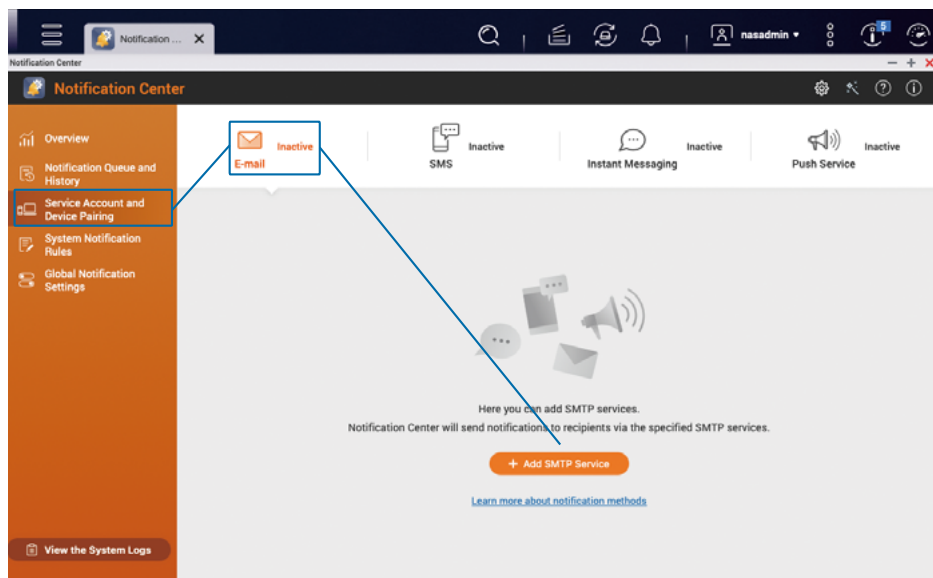 Notification ...
5
nasadmin
Notification Center
Notification Center
Overview
Notification Queue and
History
Service Account and
Device Pairing
System Notification
Rules
Global Notification
Settings
View the System Logs
E-mail
Inactive
SMS
Inactive
Instant Messaging
Inactive
Push Service
Inactive
Here you can add SMTP services.
Notification Center will send notifications to recipients via the specified SMTP services.
+ Add SMTP Service
Learn more about notification methods